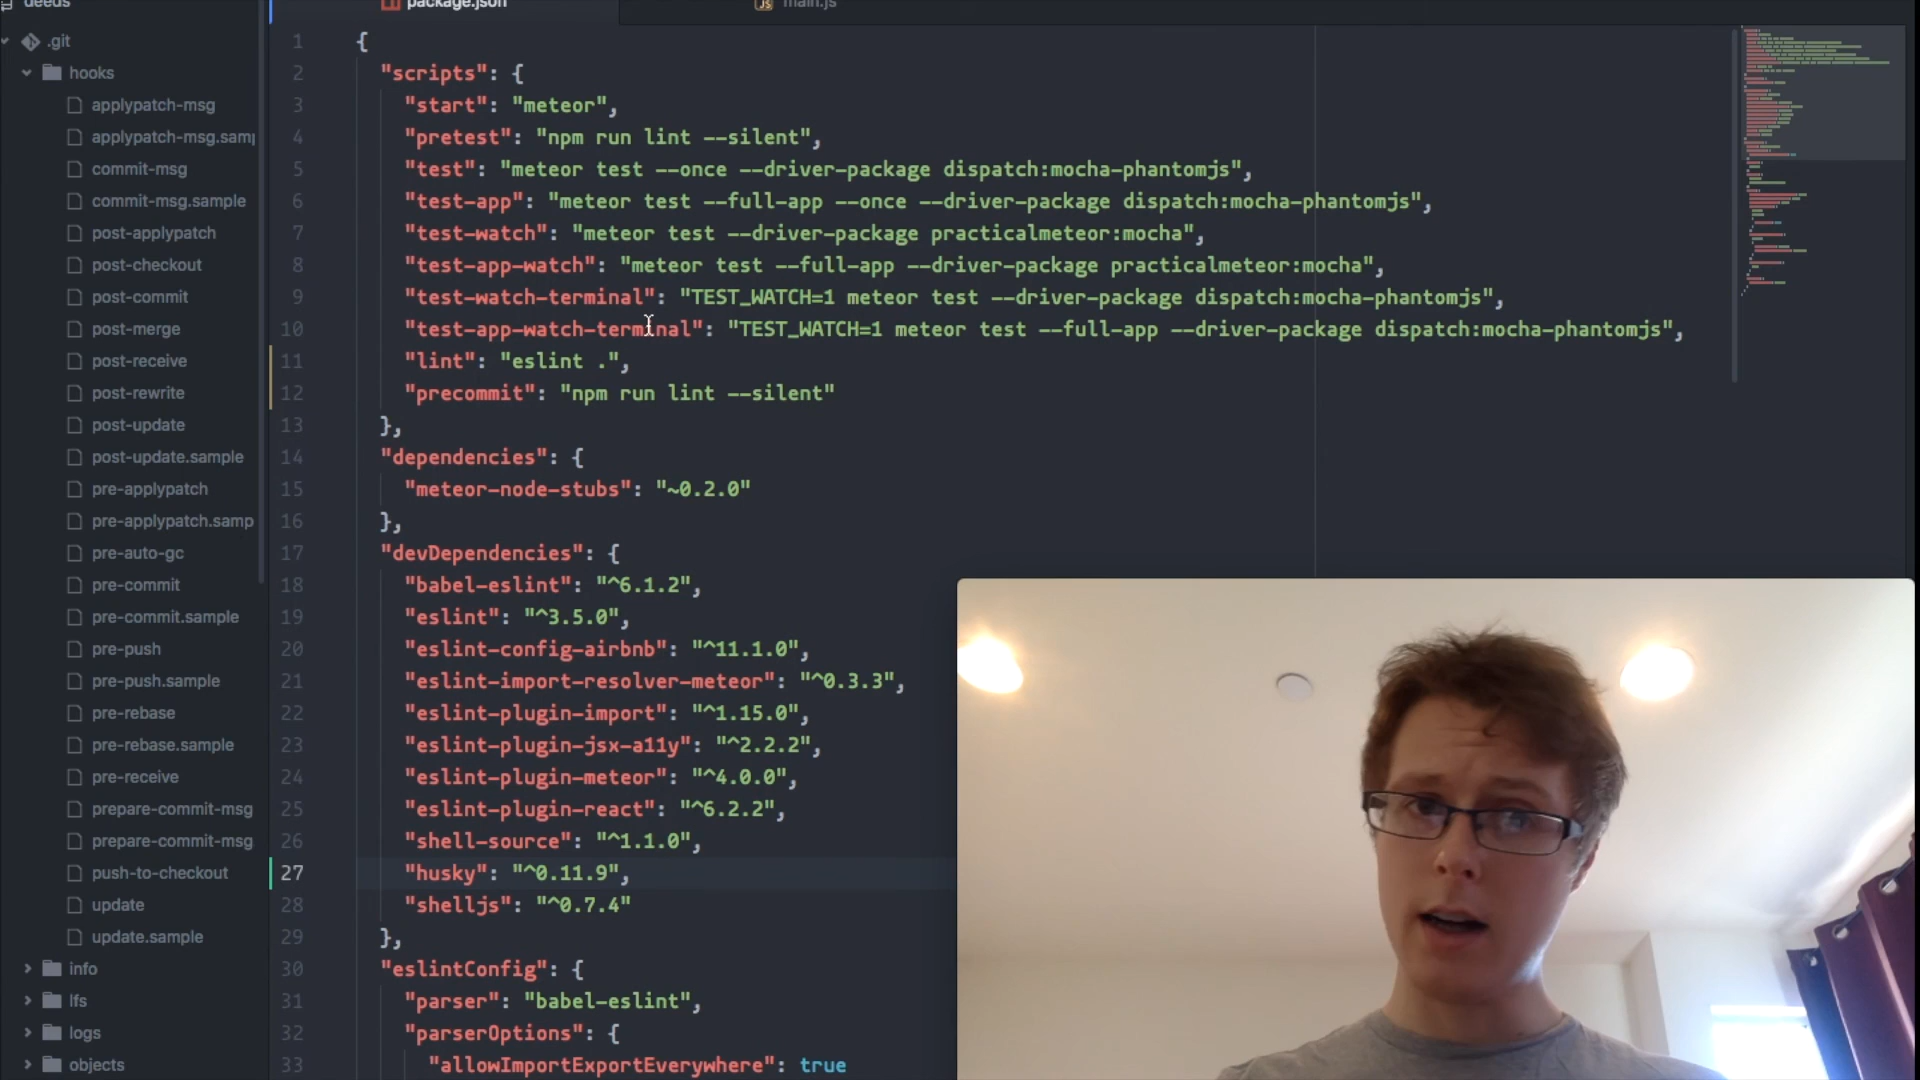 deeds
package.json
main.js
.git
hooks
applypatch-msg
applypatch-msg.samp
commit-msg
commit-msg.sample
post-applypatch
post-checkout
post-commit
post-merge
post-receive
post-rewrite
post-update
post-update.sample
pre-applypatch
pre-applypatch.samp
pre-auto-gc
pre-commit
pre-commit.sample
pre-push
pre-push.sample
pre-rebase
pre-rebase.sample
pre-receive
prepare-commit-msg
prepare-commit-msg
push-to-checkout
update
update.sample
info
lfs
logs
objects
1 {
2 "scripts": {
3 "start": "meteor",
4 "pretest": "npm run lint --silent",
5 "test": "meteor test --once --driver-package dispatch:mocha-phantomjs",
6 "test-app": "meteor test --full-app --once --driver-package dispatch:mocha-phantomjs",
7 "test-watch": "meteor test --driver-package practicalmeteor:mocha",
8 "test-app-watch": "meteor test --full-app --driver-package practicalmeteor:mocha",
9 "test-watch-terminal": "TEST_WATCH=1 meteor test --driver-package dispatch:mocha-phantomjs",
10 "test-app-watch-terminal": "TEST_WATCH=1 meteor test --full-app --driver-package dispatch:mocha-phantomjs",
11 "lint": "eslint .",
12 "precommit": "npm run lint --silent"
13 },
14 "dependencies": {
15 "meteor-node-stubs": "~0.2.0"
16 },
17 "devDependencies": {
18 "babel-eslint": "^6.1.2",
19 "eslint": "^3.5.0",
20 "eslint-config-airbnb": "^11.1.0",
21 "eslint-import-resolver-meteor": "^0.3.3",
22 "eslint-plugin-import": "^1.15.0",
23 "eslint-plugin-jsx-a11y": "^2.2.2",
24 "eslint-plugin-meteor": "^4.0.0",
25 "eslint-plugin-react": "^6.2.2",
26 "shell-source": "^1.1.0",
27 "husky": "^0.11.9",
28 "shelljs": "^0.7.4"
29 },
30 "eslintConfig": {
31 "parser": "babel-eslint",
32 "parserOptions": {
33 "allowImportExportEverywhere": true